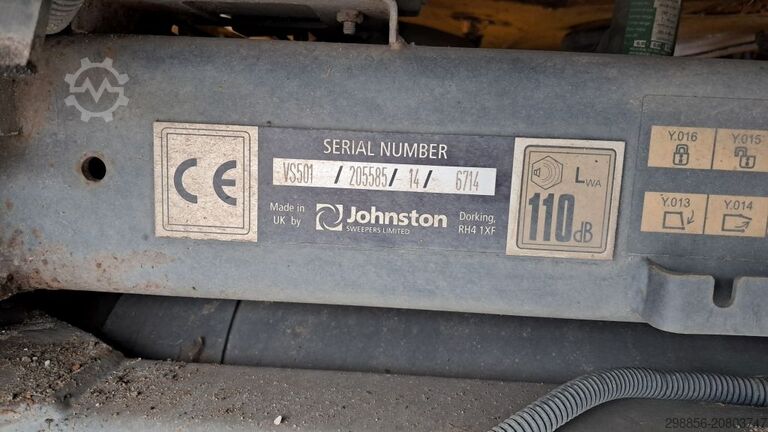 SERIAL NUMBER
VS501 / 205585 / 14 / 6714
Made in
UK by
Johnston
SWEEPERS LIMITED
Dorking,
RH4 1XF
CE
LWA
110dB
Y.016
Y.015
Y.013
Y.014
298856-20803747